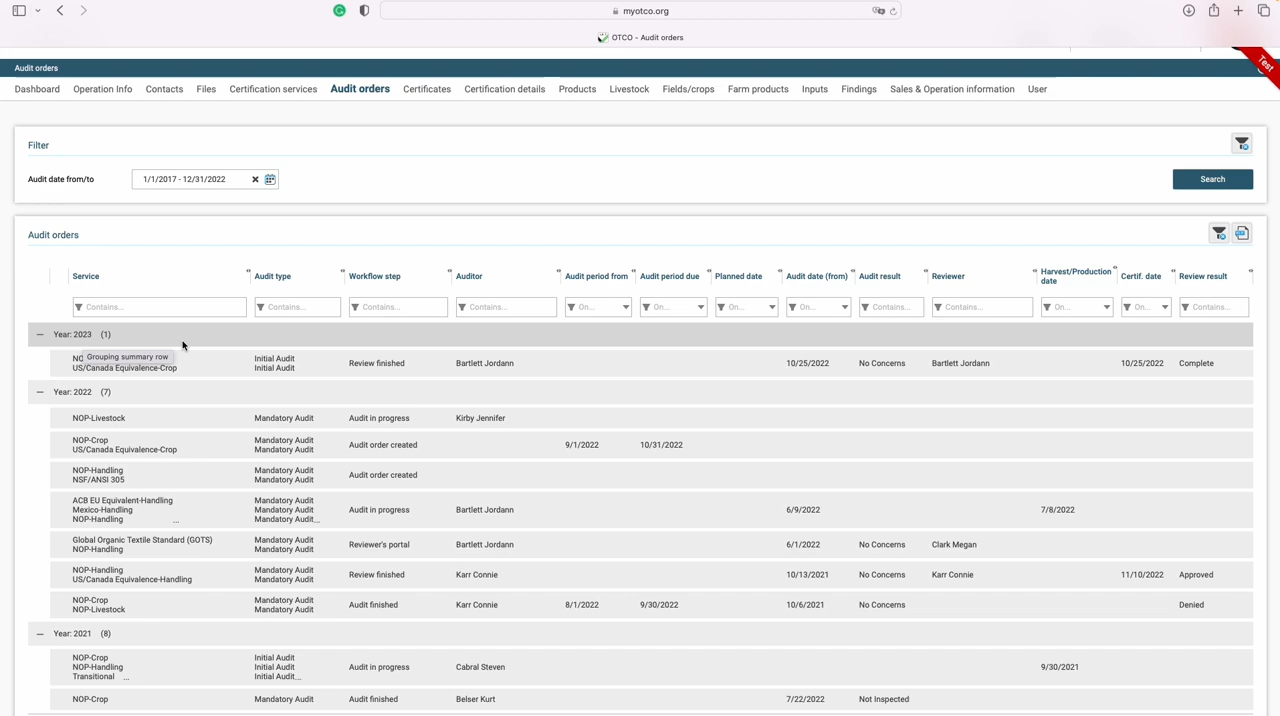 myotco.org
OTCO - Audit orders
Test
Audit orders
Dashboard Operation Info Contacts Files Certification services Audit orders Certificates Certification details Products Livestock Fields/crops Farm products Inputs Findings Sales & Operation information User
Filter
Audit date from/to 1/1/2017 - 12/31/2022 Search
Audit orders
Service Audit type Workflow step Auditor Audit period from Audit period due Planned date Audit date (from) Audit result Reviewer Harvest/Production date Certif. date Review result
Contains... Contains... Contains... Contains... On... On... On... On... Contains... Contains... On... On... Contains...
Year: 2023 (1)
Grouping summary row
NO Initial Audit
US/Canada Equivalence-Crop Initial Audit Review finished Bartlett Jordann 10/25/2022 No Concerns Bartlett Jordann 10/25/2022 Complete
Year: 2022 (7)
NOP-Livestock Mandatory Audit Audit in progress Kirby Jennifer
NOP-Crop Mandatory Audit
US/Canada Equivalence-Crop Mandatory Audit Audit order created 9/1/2022 10/31/2022
NOP-Handling Mandatory Audit
NSF/ANSI 305 Mandatory Audit Audit order created
ACB EU Equivalent-Handling Mandatory Audit
Mexico-Handling Mandatory Audit Audit in progress Bartlett Jordann 6/9/2022 7/8/2022
NOP-Handling ... Mandatory Audit...
Global Organic Textile Standard (GOTS) Mandatory Audit
NOP-Handling Mandatory Audit Reviewer's portal Bartlett Jordann 6/1/2022 No Concerns Clark Megan
NOP-Handling Mandatory Audit
US/Canada Equivalence-Handling Mandatory Audit Review finished Karr Connie 10/13/2021 No Concerns Karr Connie 11/10/2022 Approved
NOP-Crop Mandatory Audit
NOP-Livestock Mandatory Audit Audit finished Karr Connie 8/1/2022 9/30/2022 10/6/2021 No Concerns Denied
Year: 2021 (8)
NOP-Crop Initial Audit
NOP-Handling Initial Audit Audit in progress Cabral Steven 9/30/2021
Transitional ... Initial Audit...
NOP-Crop Mandatory Audit Audit finished Belser Kurt 7/22/2022 Not Inspected